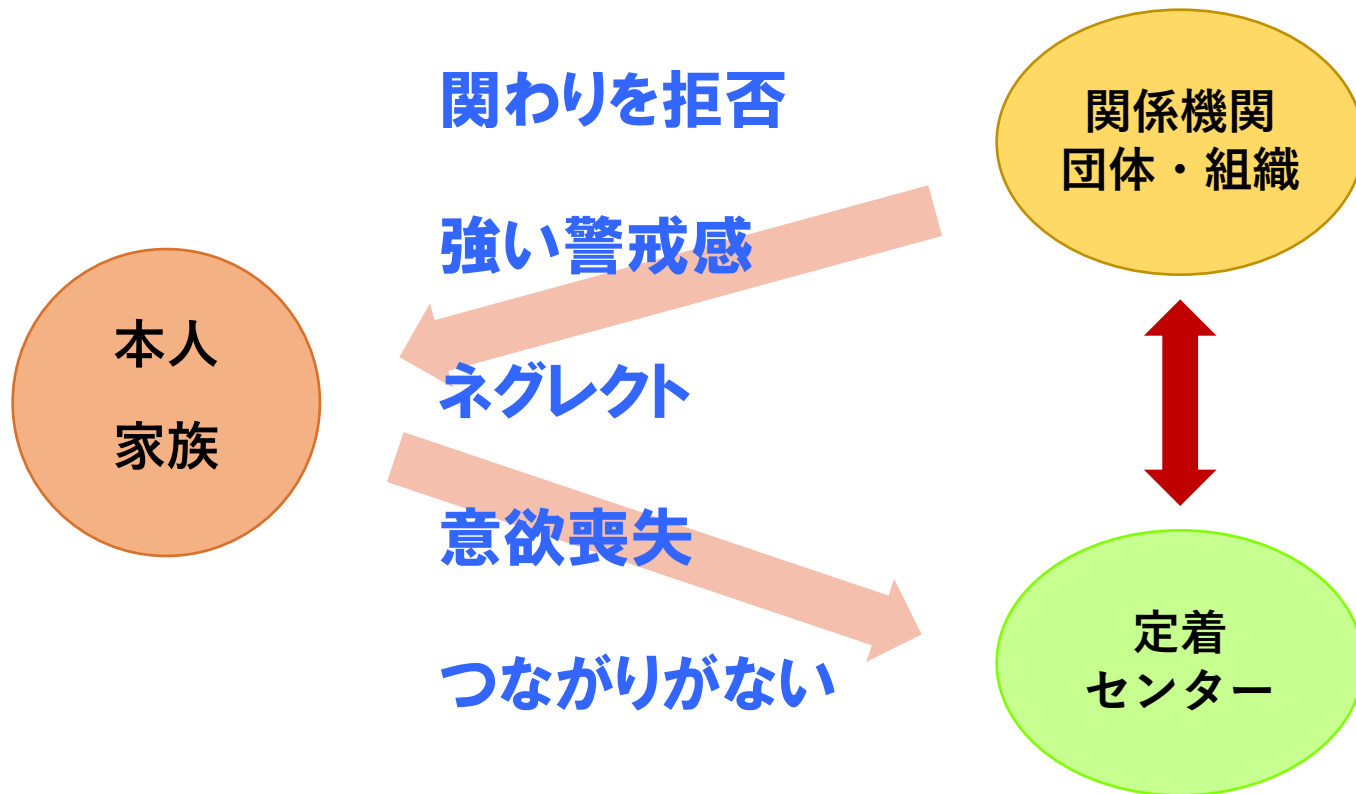 関わりを拒否
強い警戒感
ネグレクト
意欲喪失
つながりがない
本人
家族
関係機関
団体・組織
定着
センター